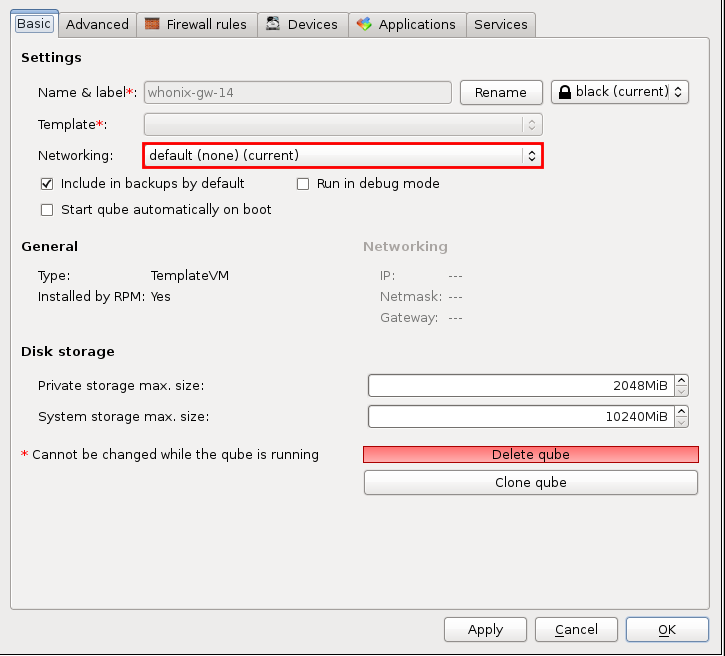 Basic Advanced Firewall rules Devices Applications Services
Settings
Name & label*: whonix-gw-14 Rename black (current)
Template*:
Networking: default (none) (current)
Include in backups by default Run in debug mode
Start qube automatically on boot
General Networking
Type: TemplateVM IP: ---
Installed by RPM: Yes Netmask: ---
Gateway: ---
Disk storage
Private storage max. size: 2048MiB
System storage max. size: 10240MiB
* Cannot be changed while the qube is running Delete qube
Clone qube
Apply Cancel OK